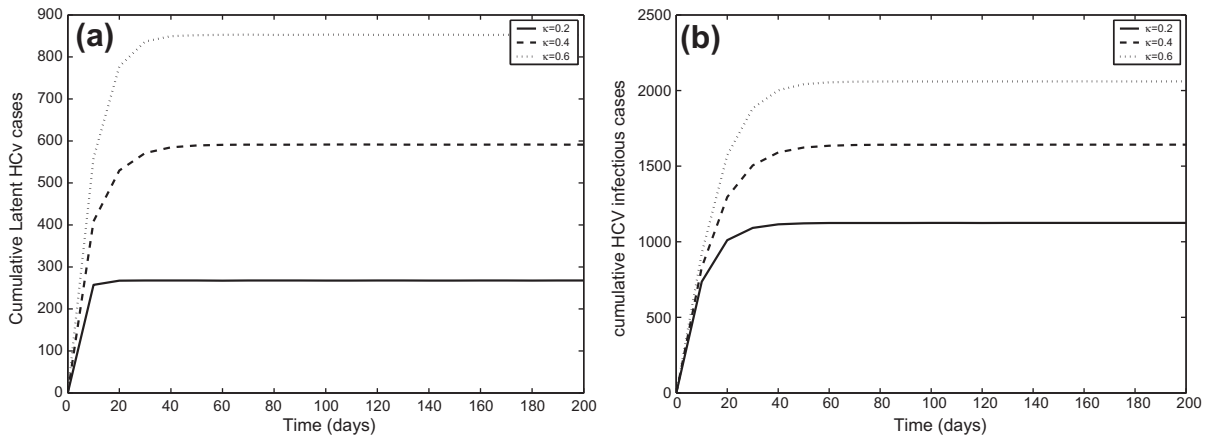 (a)
κ=0.2
κ=0.4
κ=0.6
Cumulative Latent HCv cases
900
800
700
600
500
400
300
200
100
0
0 20 40 60 80 100 120 140 160 180 200
Time (days)
(b)
κ=0.2
κ=0.4
κ=0.6
cumulative HCV infectious cases
2500
2000
1500
1000
500
0
0 20 40 60 80 100 120 140 160 180 200
Time (days)